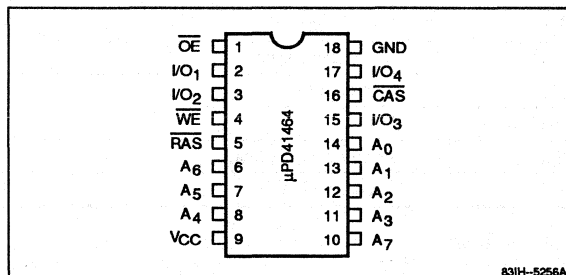 OE 1 18 GND
I/O1 2 17 I/O4
I/O2 3 16 CAS
WE 4 15 I/O3
RAS 5 14 A0
A6 6 13 A1
A5 7 12 A2
A4 8 11 A3
VCC 9 10 A7
µPD41464
83IH--5256A